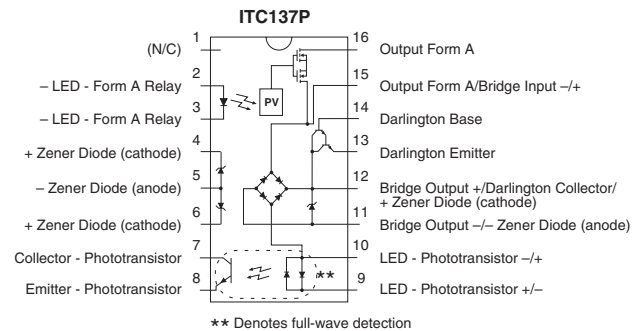 ITC137P
1
(N/C)
2
– LED - Form A Relay
3
– LED - Form A Relay
4
+ Zener Diode (cathode)
5
– Zener Diode (anode)
6
+ Zener Diode (cathode)
7
Collector - Phototransistor
8
Emitter - Phototransistor
PV
**
16
Output Form A
15
Output Form A/Bridge Input –/+
14
Darlington Base
13
Darlington Emitter
12
Bridge Output +/Darlington Collector/
+ Zener Diode (cathode)
11
Bridge Output –/– Zener Diode (anode)
10
LED - Phototransistor –/+
9
LED - Phototransistor +/–
** Denotes full-wave detection